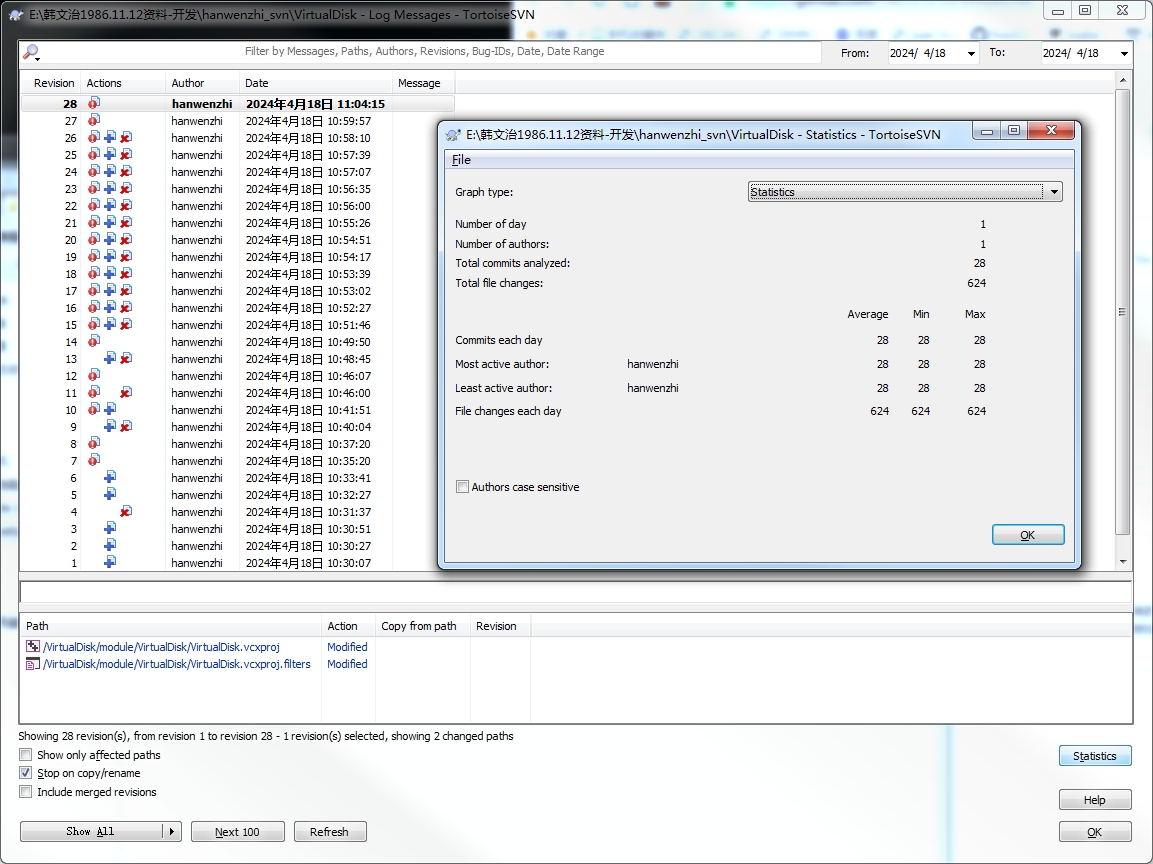 E:\韩文治1986.11.12资料-开发\hanwenzhi_svn\VirtualDisk - Log Messages - TortoiseSVN
Filter by Messages, Paths, Authors, Revisions, Bug-IDs, Date, Date Range From: 2024/ 4/18 To: 2024/ 4/18
Revision Actions Author Date Message
28 hanwenzhi 2024年4月18日 11:04:15
27 hanwenzhi 2024年4月18日 10:59:57
26 hanwenzhi 2024年4月18日 10:58:10
25 hanwenzhi 2024年4月18日 10:57:39
24 hanwenzhi 2024年4月18日 10:57:07
23 hanwenzhi 2024年4月18日 10:56:35
22 hanwenzhi 2024年4月18日 10:56:00
21 hanwenzhi 2024年4月18日 10:55:26
20 hanwenzhi 2024年4月18日 10:54:51
19 hanwenzhi 2024年4月18日 10:54:17
18 hanwenzhi 2024年4月18日 10:53:39
17 hanwenzhi 2024年4月18日 10:53:02
16 hanwenzhi 2024年4月18日 10:52:27
15 hanwenzhi 2024年4月18日 10:51:46
14 hanwenzhi 2024年4月18日 10:49:50
13 hanwenzhi 2024年4月18日 10:48:45
12 hanwenzhi 2024年4月18日 10:46:07
11 hanwenzhi 2024年4月18日 10:46:00
10 hanwenzhi 2024年4月18日 10:41:51
9 hanwenzhi 2024年4月18日 10:40:04
8 hanwenzhi 2024年4月18日 10:37:20
7 hanwenzhi 2024年4月18日 10:35:20
6 hanwenzhi 2024年4月18日 10:33:41
5 hanwenzhi 2024年4月18日 10:32:27
4 hanwenzhi 2024年4月18日 10:31:37
3 hanwenzhi 2024年4月18日 10:30:51
2 hanwenzhi 2024年4月18日 10:30:27
1 hanwenzhi 2024年4月18日 10:30:07
E:\韩文治1986.11.12资料-开发\hanwenzhi_svn\VirtualDisk - Statistics - TortoiseSVN
File
Graph type: Statistics
Number of day 1
Number of authors: 1
Total commits analyzed: 28
Total file changes: 624
Average Min Max
Commits each day 28 28 28
Most active author: hanwenzhi 28 28 28
Least active author: hanwenzhi 28 28 28
File changes each day 624 624 624
Authors case sensitive
OK
Path Action Copy from path Revision
/VirtualDisk/module/VirtualDisk/VirtualDisk.vcxproj Modified
/VirtualDisk/module/VirtualDisk/VirtualDisk.vcxproj.filters Modified
Showing 28 revision(s), from revision 1 to revision 28 - 1 revision(s) selected, showing 2 changed paths
Show only affected paths
Statistics
Stop on copy/rename
Include merged revisions
Help
Show All Next 100 Refresh OK